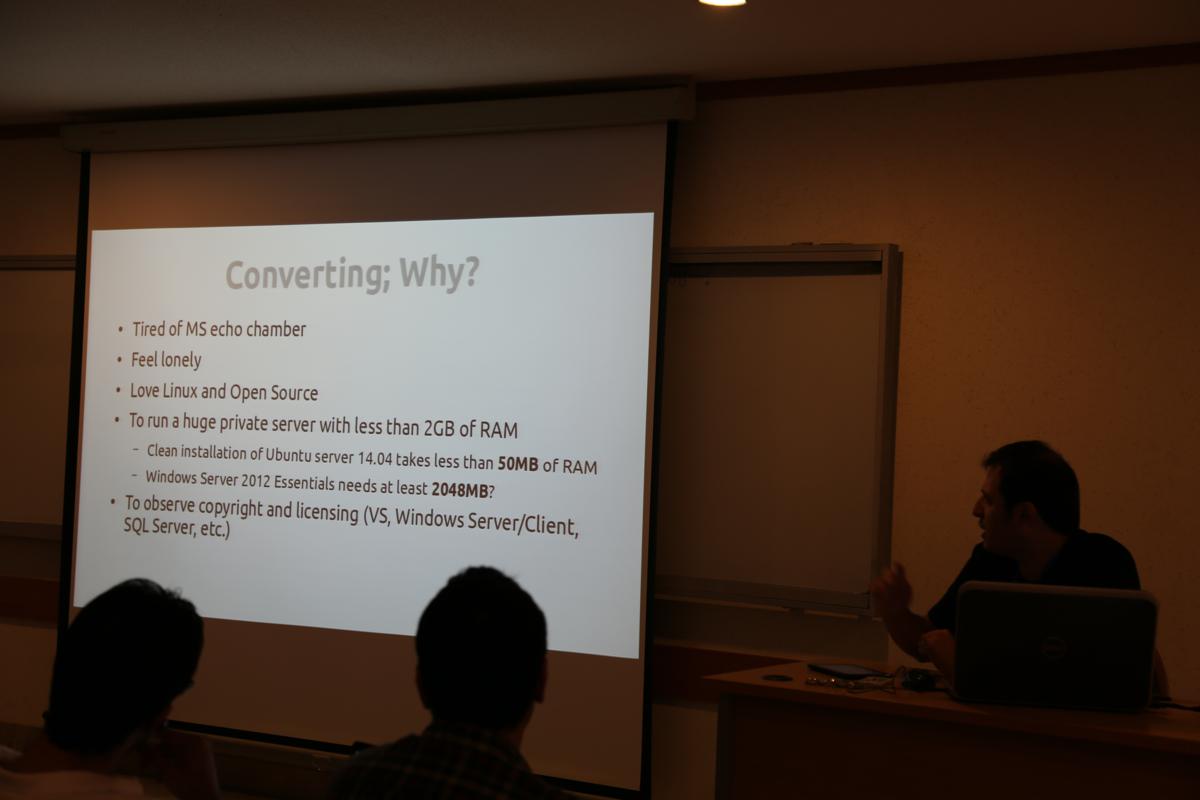 Converting; Why?
• Tired of MS echo chamber
• Feel lonely
• Love Linux and Open Source
• To run a huge private server with less than 2GB of RAM
– Clean installation of Ubuntu server 14.04 takes less than 50MB of RAM
– Windows Server 2012 Essentials needs at least 2048MB?
• To observe copyright and licensing (VS, Windows Server/Client,
SQL Server, etc.)
DELL